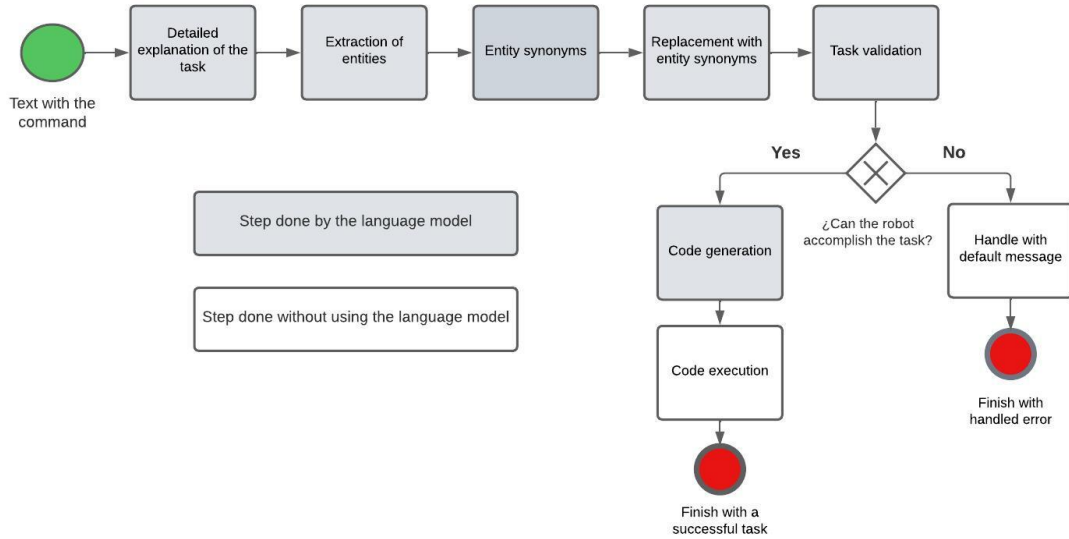 Text with the
command
Detailed
explanation of the
task
Extraction of
entities
Entity synonyms
Replacement with
entity synonyms
Task validation
Yes
No
¿Can the robot
accomplish the task?
Step done by the language model
Step done without using the language model
Code generation
Handle with
default message
Code execution
Finish with
handled error
Finish with a
successful task